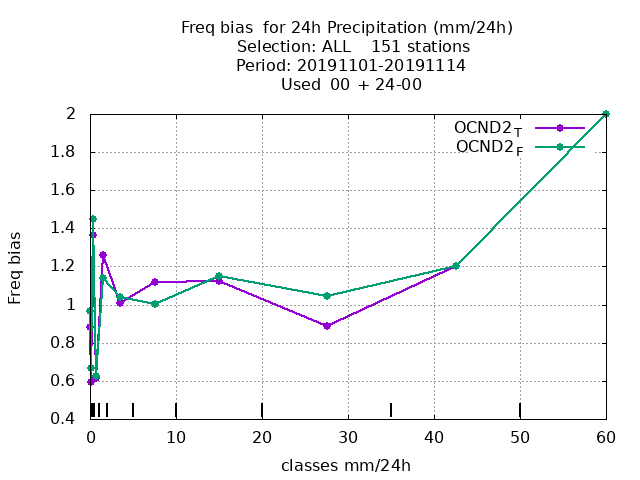 Freq bias  for 24h Precipitation (mm/24h)
Selection: ALL    151 stations
Period: 20191101-20191114
Used  00 + 24-00
OCND2T
OCND2F
Freq bias
2
1.8
1.6
1.4
1.2
1
0.8
0.6
0.4
0 10 20 30 40 50 60
classes mm/24h